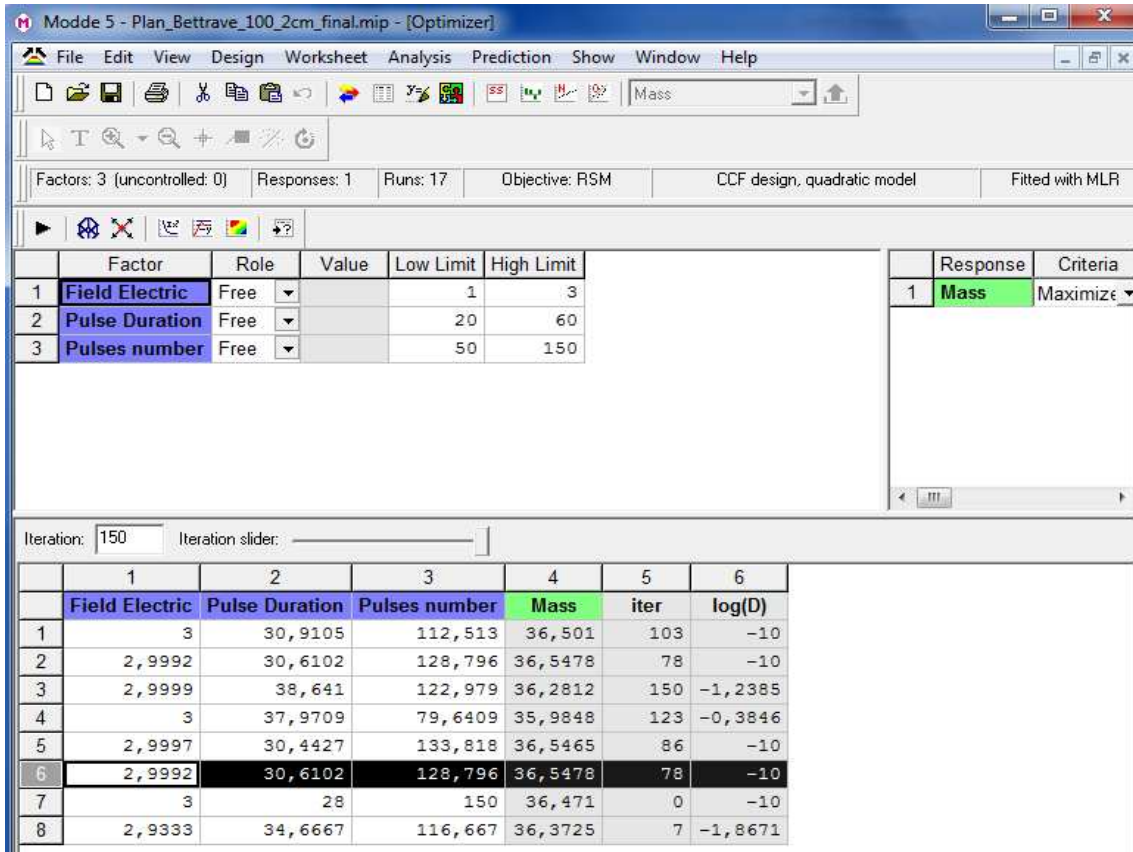 Modde 5 - Plan_Bettrave_100_2cm_final.mip - [Optimizer]
File Edit View Design Worksheet Analysis Prediction Show Window Help
Mass
Factors: 3 (uncontrolled: 0) Responses: 1 Runs: 17 Objective: RSM CCF design, quadratic model Fitted with MLR
Factor Role Value Low Limit High Limit
1 Field Electric Free 1 3
2 Pulse Duration Free 20 60
3 Pulses number Free 50 150
Response Criteria
1 Mass Maximize
Iteration: 150 Iteration slider:
1 2 3 4 5 6
Field Electric Pulse Duration Pulses number Mass iter log(D)
1 3 30,9105 112,513 36,501 103 -10
2 2,9992 30,6102 128,796 36,5478 78 -10
3 2,9999 38,641 122,979 36,2812 150 -1,2385
4 3 37,9709 79,6409 35,9848 123 -0,3846
5 2,9997 30,4427 133,818 36,5465 86 -10
6 2,9992 30,6102 128,796 36,5478 78 -10
7 3 28 150 36,471 0 -10
8 2,9333 34,6667 116,667 36,3725 7 -1,8671